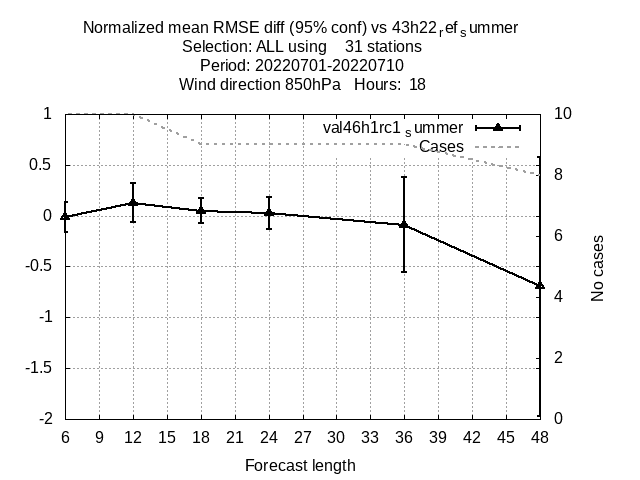 Normalized mean RMSE diff (95% conf) vs 43h22refsummer
Selection: ALL using    31 stations
Period: 20220701-20220710
Wind direction 850hPa   Hours:  18
1
0.5
0
-0.5
-1
-1.5
-2
10
8
6
4
2
0
val46h1rc1summer
Cases
No cases
6 9 12 15 18 21 24 27 30 33 36 39 42 45 48
Forecast length